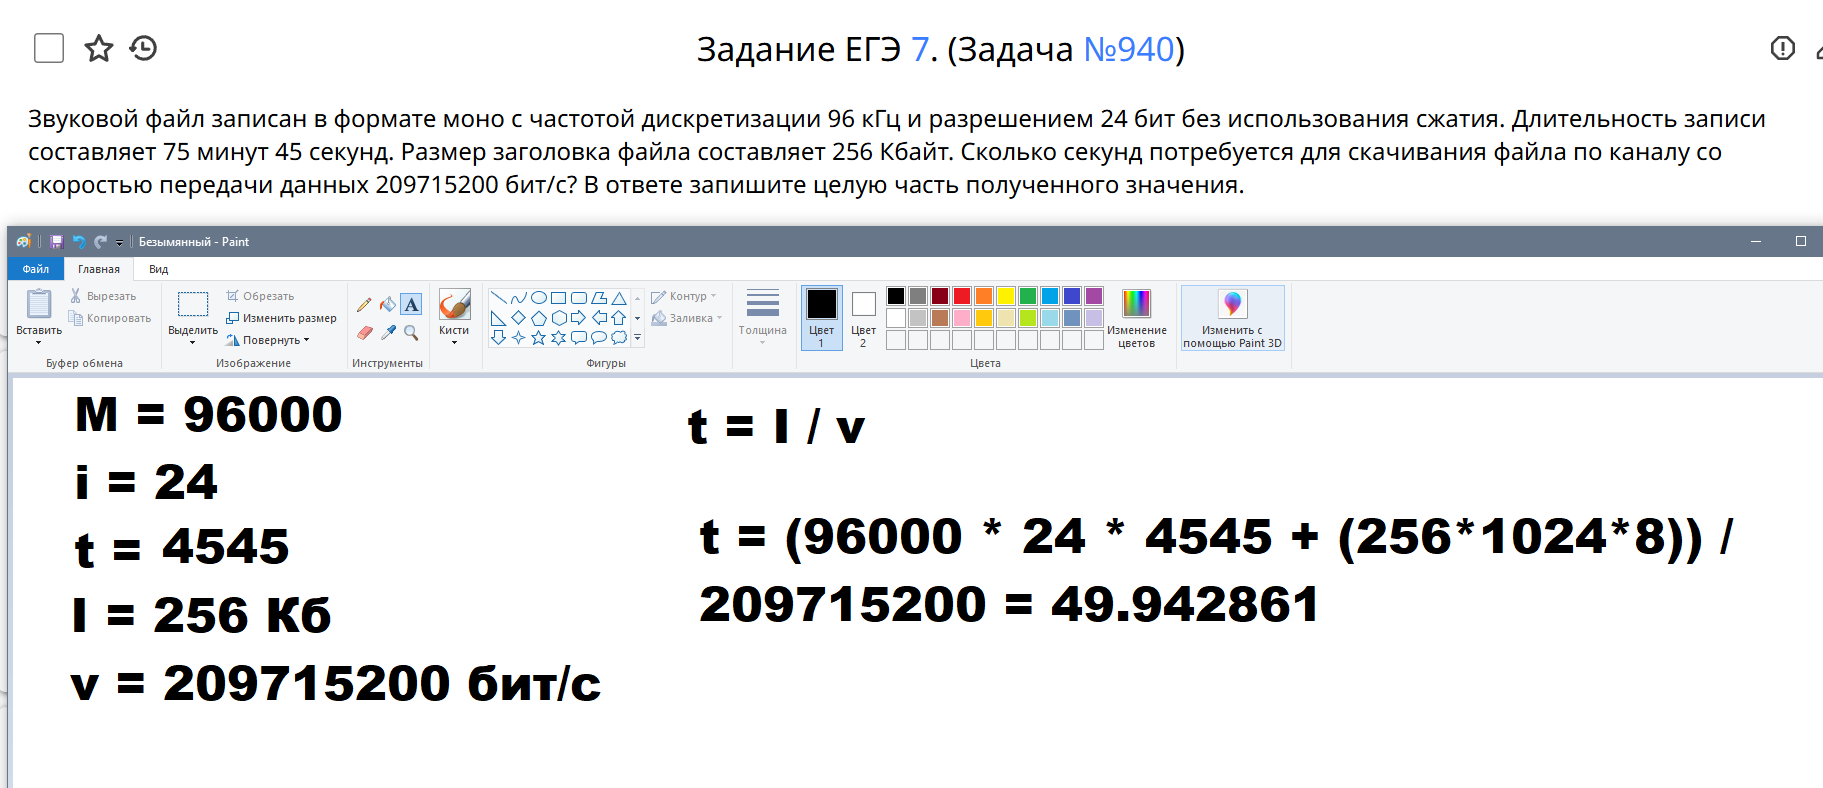 Задание ЕГЭ 7. (Задача №940)
Звуковой файл записан в формате моно с частотой дискретизации 96 кГц и разрешением 24 бит без использования сжатия. Длительность записи
составляет 75 минут 45 секунд. Размер заголовка файла составляет 256 Кбайт. Сколько секунд потребуется для скачивания файла по каналу со
скоростью передачи данных 209715200 бит/с? В ответе запишите целую часть полученного значения.
Безымянный - Paint
Файл Главная Вид
Вставить
Вырезать
Копировать
Буфер обмена
Выделить
Обрезать
Изменить размер
Повернуть
Изображение
A
Инструменты
Кисти
Контур
Заливка
Фигуры
Толщина
Цвет 1
Цвет 2
Изменение цветов
Цвета
Изменить с помощью Paint 3D
M = 96000
i = 24
t = 4545
I = 256 Кб
v = 209715200 бит/с
t = I / v
t = (96000 * 24 * 4545 + (256*1024*8)) /
209715200 = 49.942861